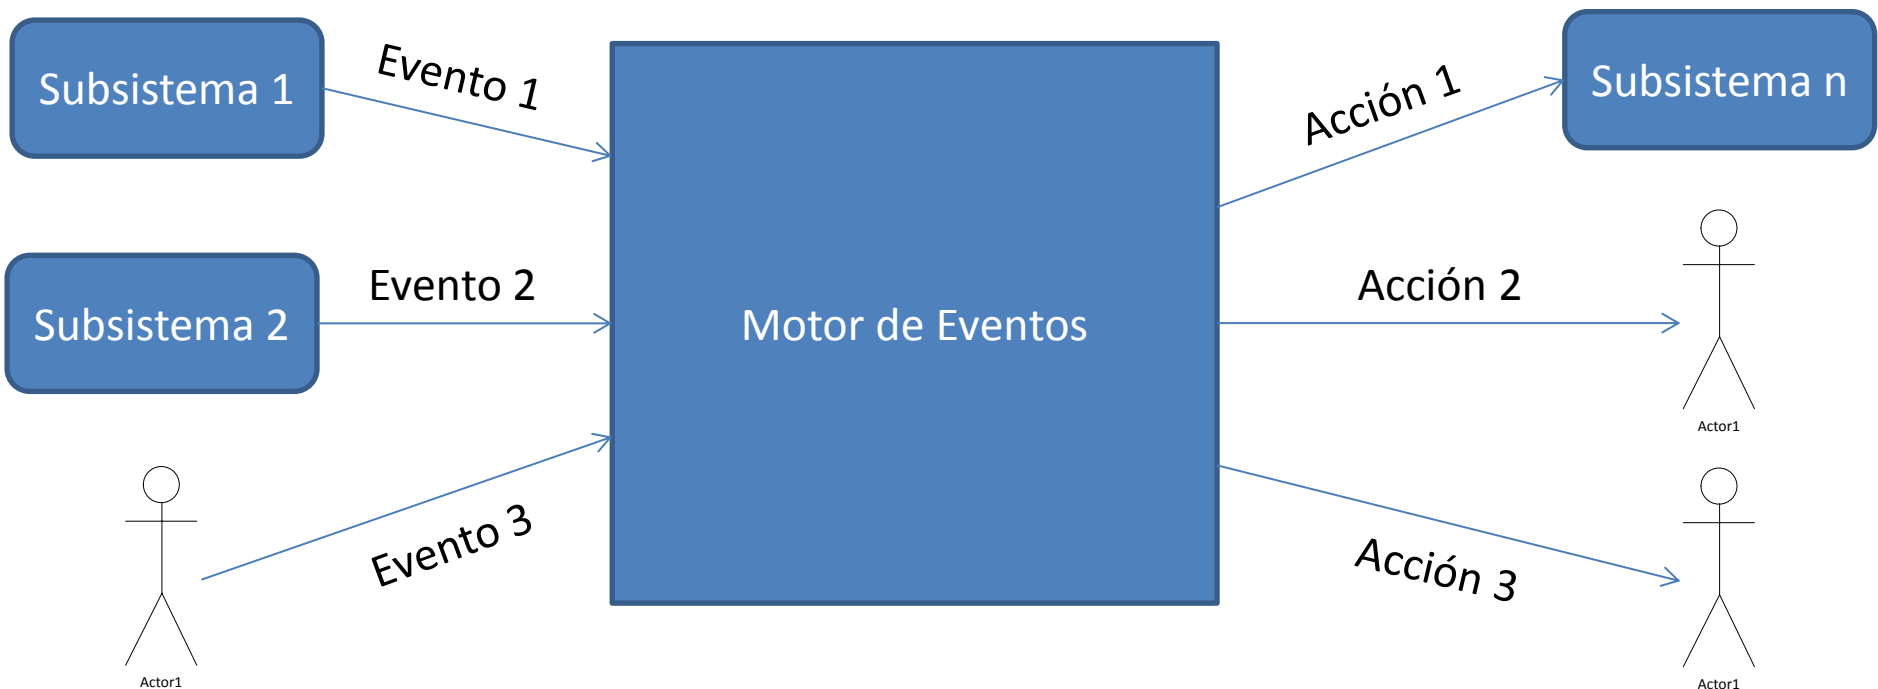 Subsistema 1
Evento 1
Acción 1
Subsistema n
Subsistema 2
Evento 2
Motor de Eventos
Acción 2
Actor1
Evento 3
Acción 3
Actor1
Actor1